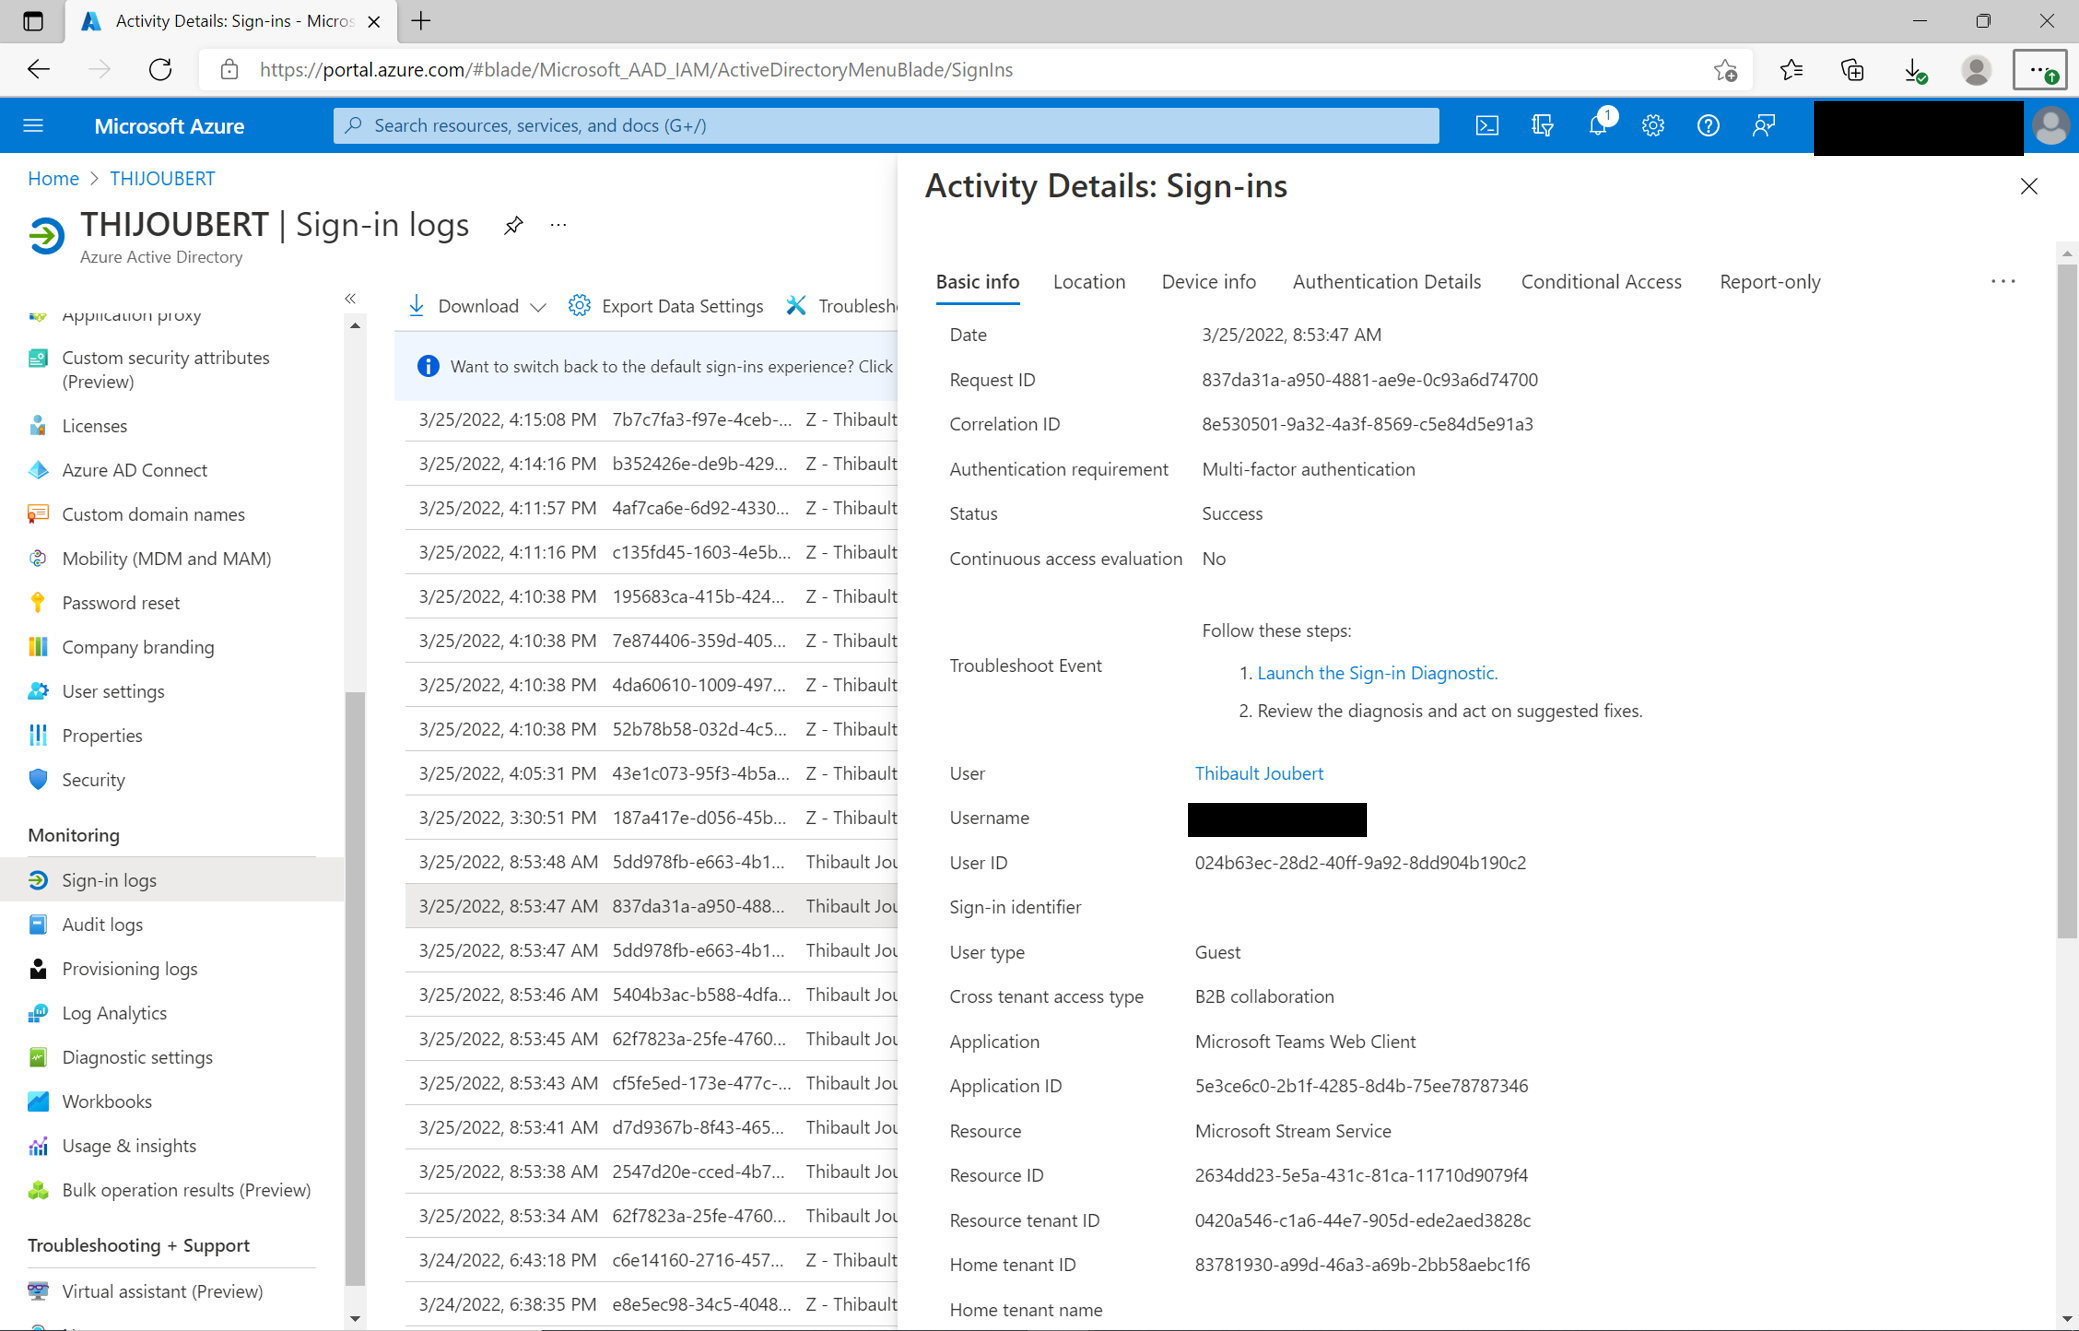 Activity Details: Sign-ins - Micros
https://portal.azure.com/#blade/Microsoft_AAD_IAM/ActiveDirectoryMenuBlade/SignIns
Microsoft Azure
Search resources, services, and docs (G+/)
1
Home > THIJOUBERT
THIJOUBERT | Sign-in logs
Azure Active Directory
Application proxy
Custom security attributes
(Preview)
Licenses
Azure AD Connect
Custom domain names
Mobility (MDM and MAM)
Password reset
Company branding
User settings
Properties
Security
Monitoring
Sign-in logs
Audit logs
Provisioning logs
Log Analytics
Diagnostic settings
Workbooks
Usage & insights
Bulk operation results (Preview)
Troubleshooting + Support
Virtual assistant (Preview)
Download
Export Data Settings
Troublesh
Want to switch back to the default sign-ins experience? Click
3/25/2022, 4:15:08 PM 7b7c7fa3-f97e-4ceb-... Z - Thibault
3/25/2022, 4:14:16 PM b352426e-de9b-429... Z - Thibault
3/25/2022, 4:11:57 PM 4af7ca6e-6d92-4330... Z - Thibault
3/25/2022, 4:11:16 PM c135fd45-1603-4e5b... Z - Thibault
3/25/2022, 4:10:38 PM 195683ca-415b-424... Z - Thibault
3/25/2022, 4:10:38 PM 7e874406-359d-405... Z - Thibault
3/25/2022, 4:10:38 PM 4da60610-1009-497... Z - Thibault
3/25/2022, 4:10:38 PM 52b78b58-032d-4c5... Z - Thibault
3/25/2022, 4:05:31 PM 43e1c073-95f3-4b5a... Z - Thibault
3/25/2022, 3:30:51 PM 187a417e-d056-45b... Z - Thibault
3/25/2022, 8:53:48 AM 5dd978fb-e663-4b1... Thibault Jou
3/25/2022, 8:53:47 AM 837da31a-a950-488... Thibault Jou
3/25/2022, 8:53:47 AM 5dd978fb-e663-4b1... Thibault Jou
3/25/2022, 8:53:46 AM 5404b3ac-b588-4dfa... Thibault Jou
3/25/2022, 8:53:45 AM 62f7823a-25fe-4760... Thibault Jou
3/25/2022, 8:53:43 AM cf5fe5ed-173e-477c-... Thibault Jou
3/25/2022, 8:53:41 AM d7d9367b-8f43-465... Thibault Jou
3/25/2022, 8:53:38 AM 2547d20e-cced-4b7... Thibault Jou
3/25/2022, 8:53:34 AM 62f7823a-25fe-4760... Thibault Jou
3/24/2022, 6:43:18 PM c6e14160-2716-457... Z - Thibault
3/24/2022, 6:38:35 PM e8e5ec98-34c5-4048... Z - Thibault
Activity Details: Sign-ins
Basic info Location Device info Authentication Details Conditional Access Report-only
Date 3/25/2022, 8:53:47 AM
Request ID 837da31a-a950-4881-ae9e-0c93a6d74700
Correlation ID 8e530501-9a32-4a3f-8569-c5e84d5e91a3
Authentication requirement Multi-factor authentication
Status Success
Continuous access evaluation No
Follow these steps:
Troubleshoot Event
1. Launch the Sign-in Diagnostic.
2. Review the diagnosis and act on suggested fixes.
User Thibault Joubert
Username
User ID 024b63ec-28d2-40ff-9a92-8dd904b190c2
Sign-in identifier
User type Guest
Cross tenant access type B2B collaboration
Application Microsoft Teams Web Client
Application ID 5e3ce6c0-2b1f-4285-8d4b-75ee78787346
Resource Microsoft Stream Service
Resource ID 2634dd23-5e5a-431c-81ca-11710d9079f4
Resource tenant ID 0420a546-c1a6-44e7-905d-ede2aed3828c
Home tenant ID 83781930-a99d-46a3-a69b-2bb58aebc1f6
Home tenant name